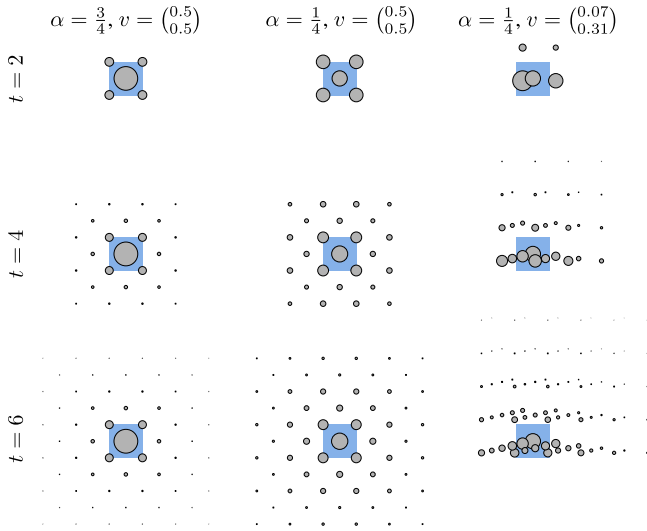 α = 3/4, v = (0.5 0.5)
α = 1/4, v = (0.5 0.5)
α = 1/4, v = (0.07 0.31)
t = 2
t = 4
t = 6